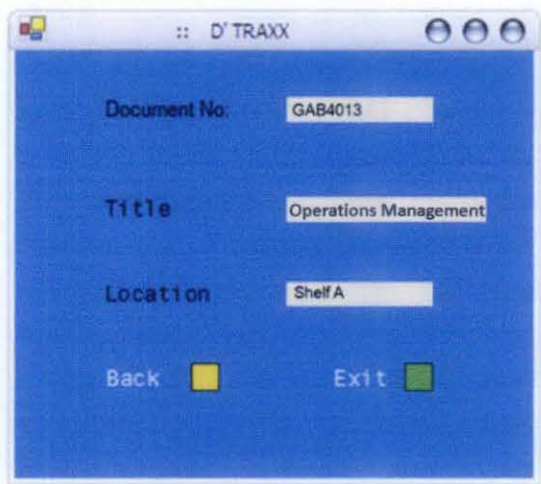 :: D' TRAXX
Document No: GAB4013
Title Operations Management
Location Shelf A
Back Exit